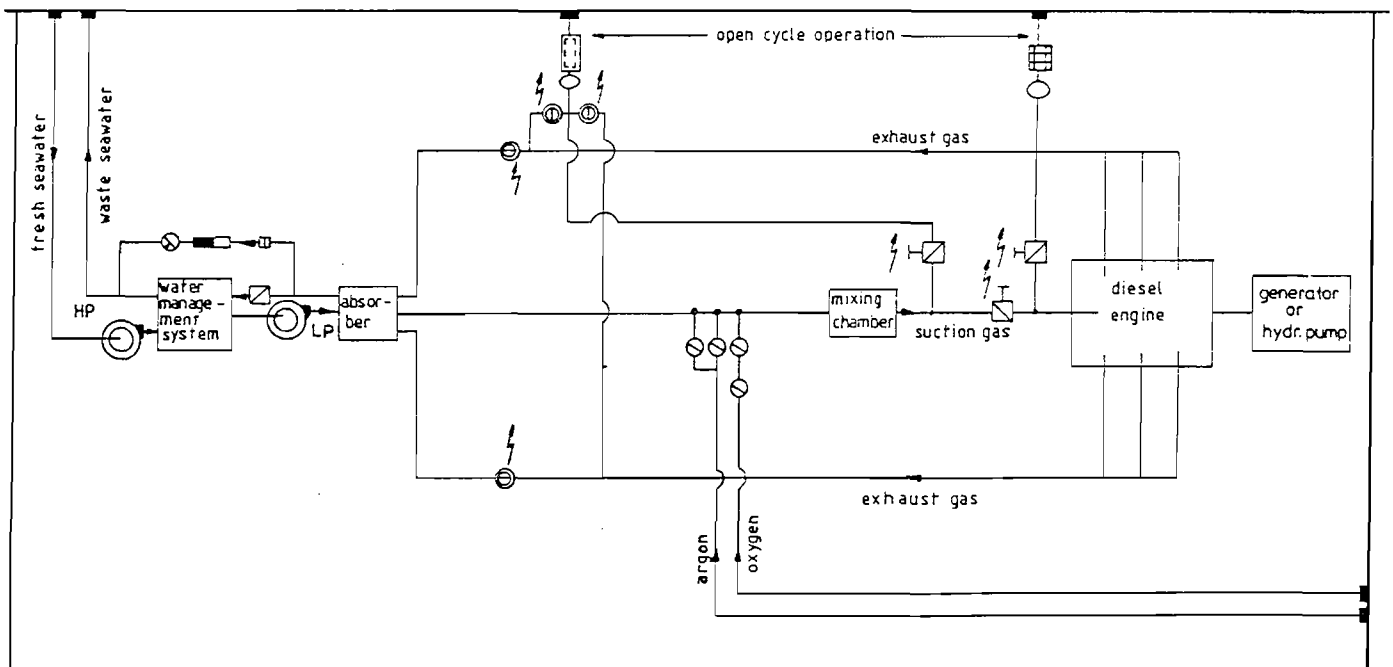 open cycle operation
fresh seawater
waste seawater
exhaust gas
HP
water
manage-
ment
system
LP
absor-
ber
mixing
chamber
suction gas
diesel
engine
generator
or
hydr. pump
exhaust gas
argon
oxygen